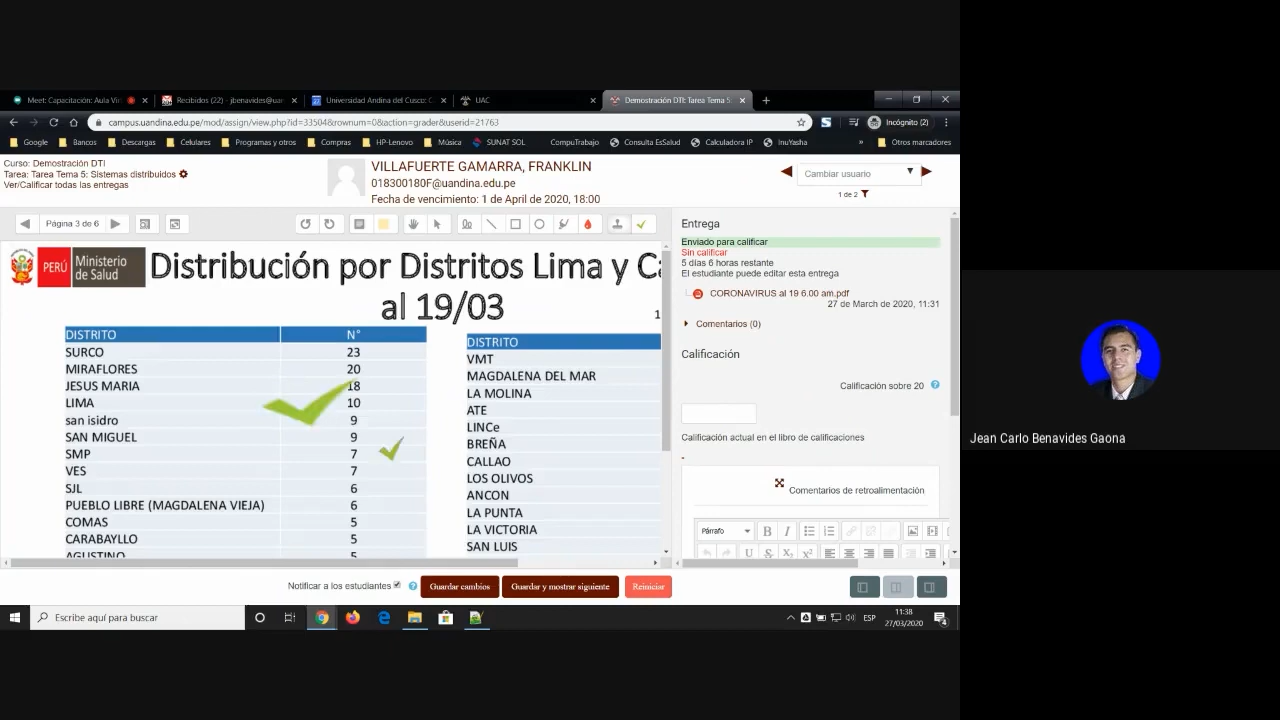 Meet: Capacitación: Aula Vir
Recibidos (22) - jbenavides@uan
Universidad Andina del Cusco: C
UAC
Demostración DTI: Tarea Tema 5:
campus.uandina.edu.pe/mod/assign/view.php?id=33504&rownum=0&action=grader&userid=21763
Incógnito (2)
Google
Bancos
Descargas
Celulares
Programas y otros
Compras
HP-Lenovo
Música
SUNAT SOL
CompuTrabajo
Consulta EsSalud
Calculadora IP
InuYasha
»
Otros marcadores
Curso: Demostración DTI
Tarea: Tarea Tema 5: Sistemas distribuidos
Ver/Calificar todas las entregas
VILLAFUERTE GAMARRA, FRANKLIN
018300180F@uandina.edu.pe
Fecha de vencimiento: 1 de April de 2020, 18:00
Cambiar usuario
1 de 2
Página 3 de 6
PERÚ
Ministerio
de Salud
Distribución por Distritos Lima y Ca
al 19/03
1
DISTRITO N°
SURCO 23
MIRAFLORES 20
JESUS MARIA 18
LIMA 10
san isidro 9
SAN MIGUEL 9
SMP 7
VES 7
SJL 6
PUEBLO LIBRE (MAGDALENA VIEJA) 6
COMAS 5
CARABAYLLO 5
AGUSTINO 5
DISTRITO
VMT
MAGDALENA DEL MAR
LA MOLINA
ATE
LINCe
BREÑA
CALLAO
LOS OLIVOS
ANCON
LA PUNTA
LA VICTORIA
SAN LUIS
Entrega
Enviado para calificar
Sin calificar
5 días 6 horas restante
El estudiante puede editar esta entrega
CORONAVIRUS al 19 6.00 am.pdf
27 de March de 2020, 11:31
Comentarios (0)
Calificación
Calificación sobre 20
Calificación actual en el libro de calificaciones
-
Comentarios de retroalimentación
Párrafo
B I
U S X₂ X²
Notificar a los estudiantes
Guardar cambios
Guardar y mostrar siguiente
Reiniciar
Escribe aquí para buscar
ESP
11:38
27/03/2020
4
Jean Carlo Benavides Gaona